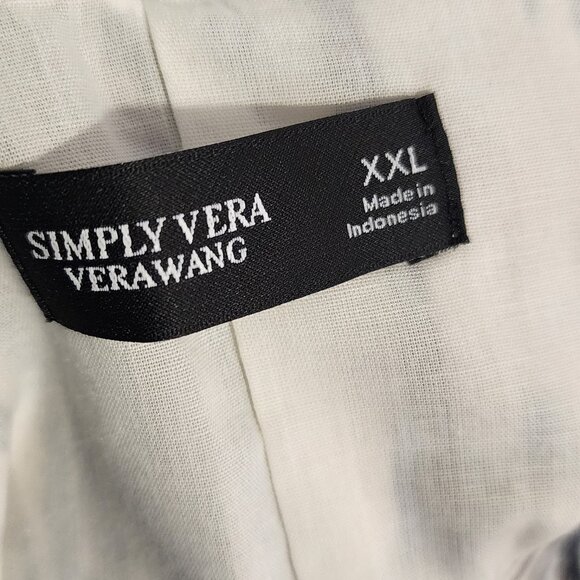 SIMPLY VERA
VERAWANG
XXL
Made in
Indonesia